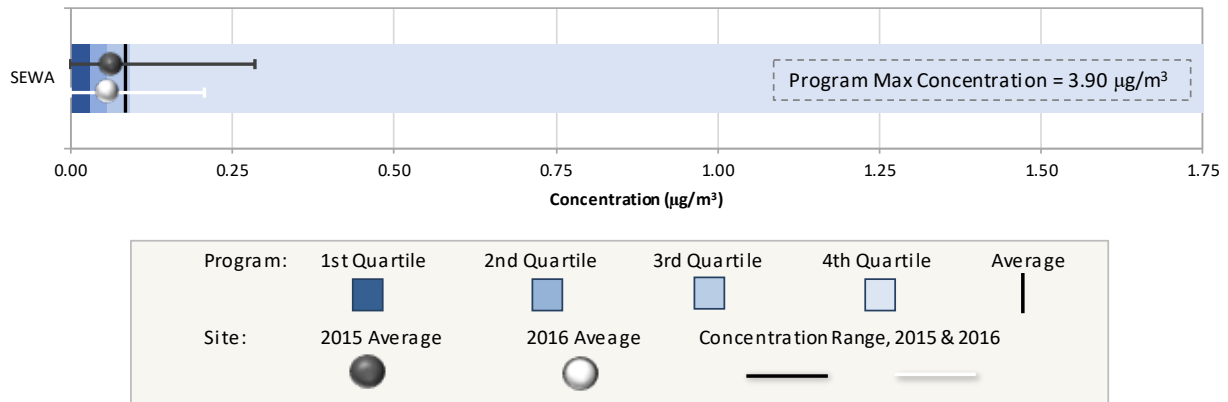 SEWA
Program Max Concentration = 3.90 μg/m³
0.00 0.25 0.50 0.75 1.00 1.25 1.50 1.75
Concentration (μg/m³)
Program: 1st Quartile 2nd Quartile 3rd Quartile 4th Quartile Average
Site: 2015 Average 2016 Aveage Concentration Range, 2015 & 2016